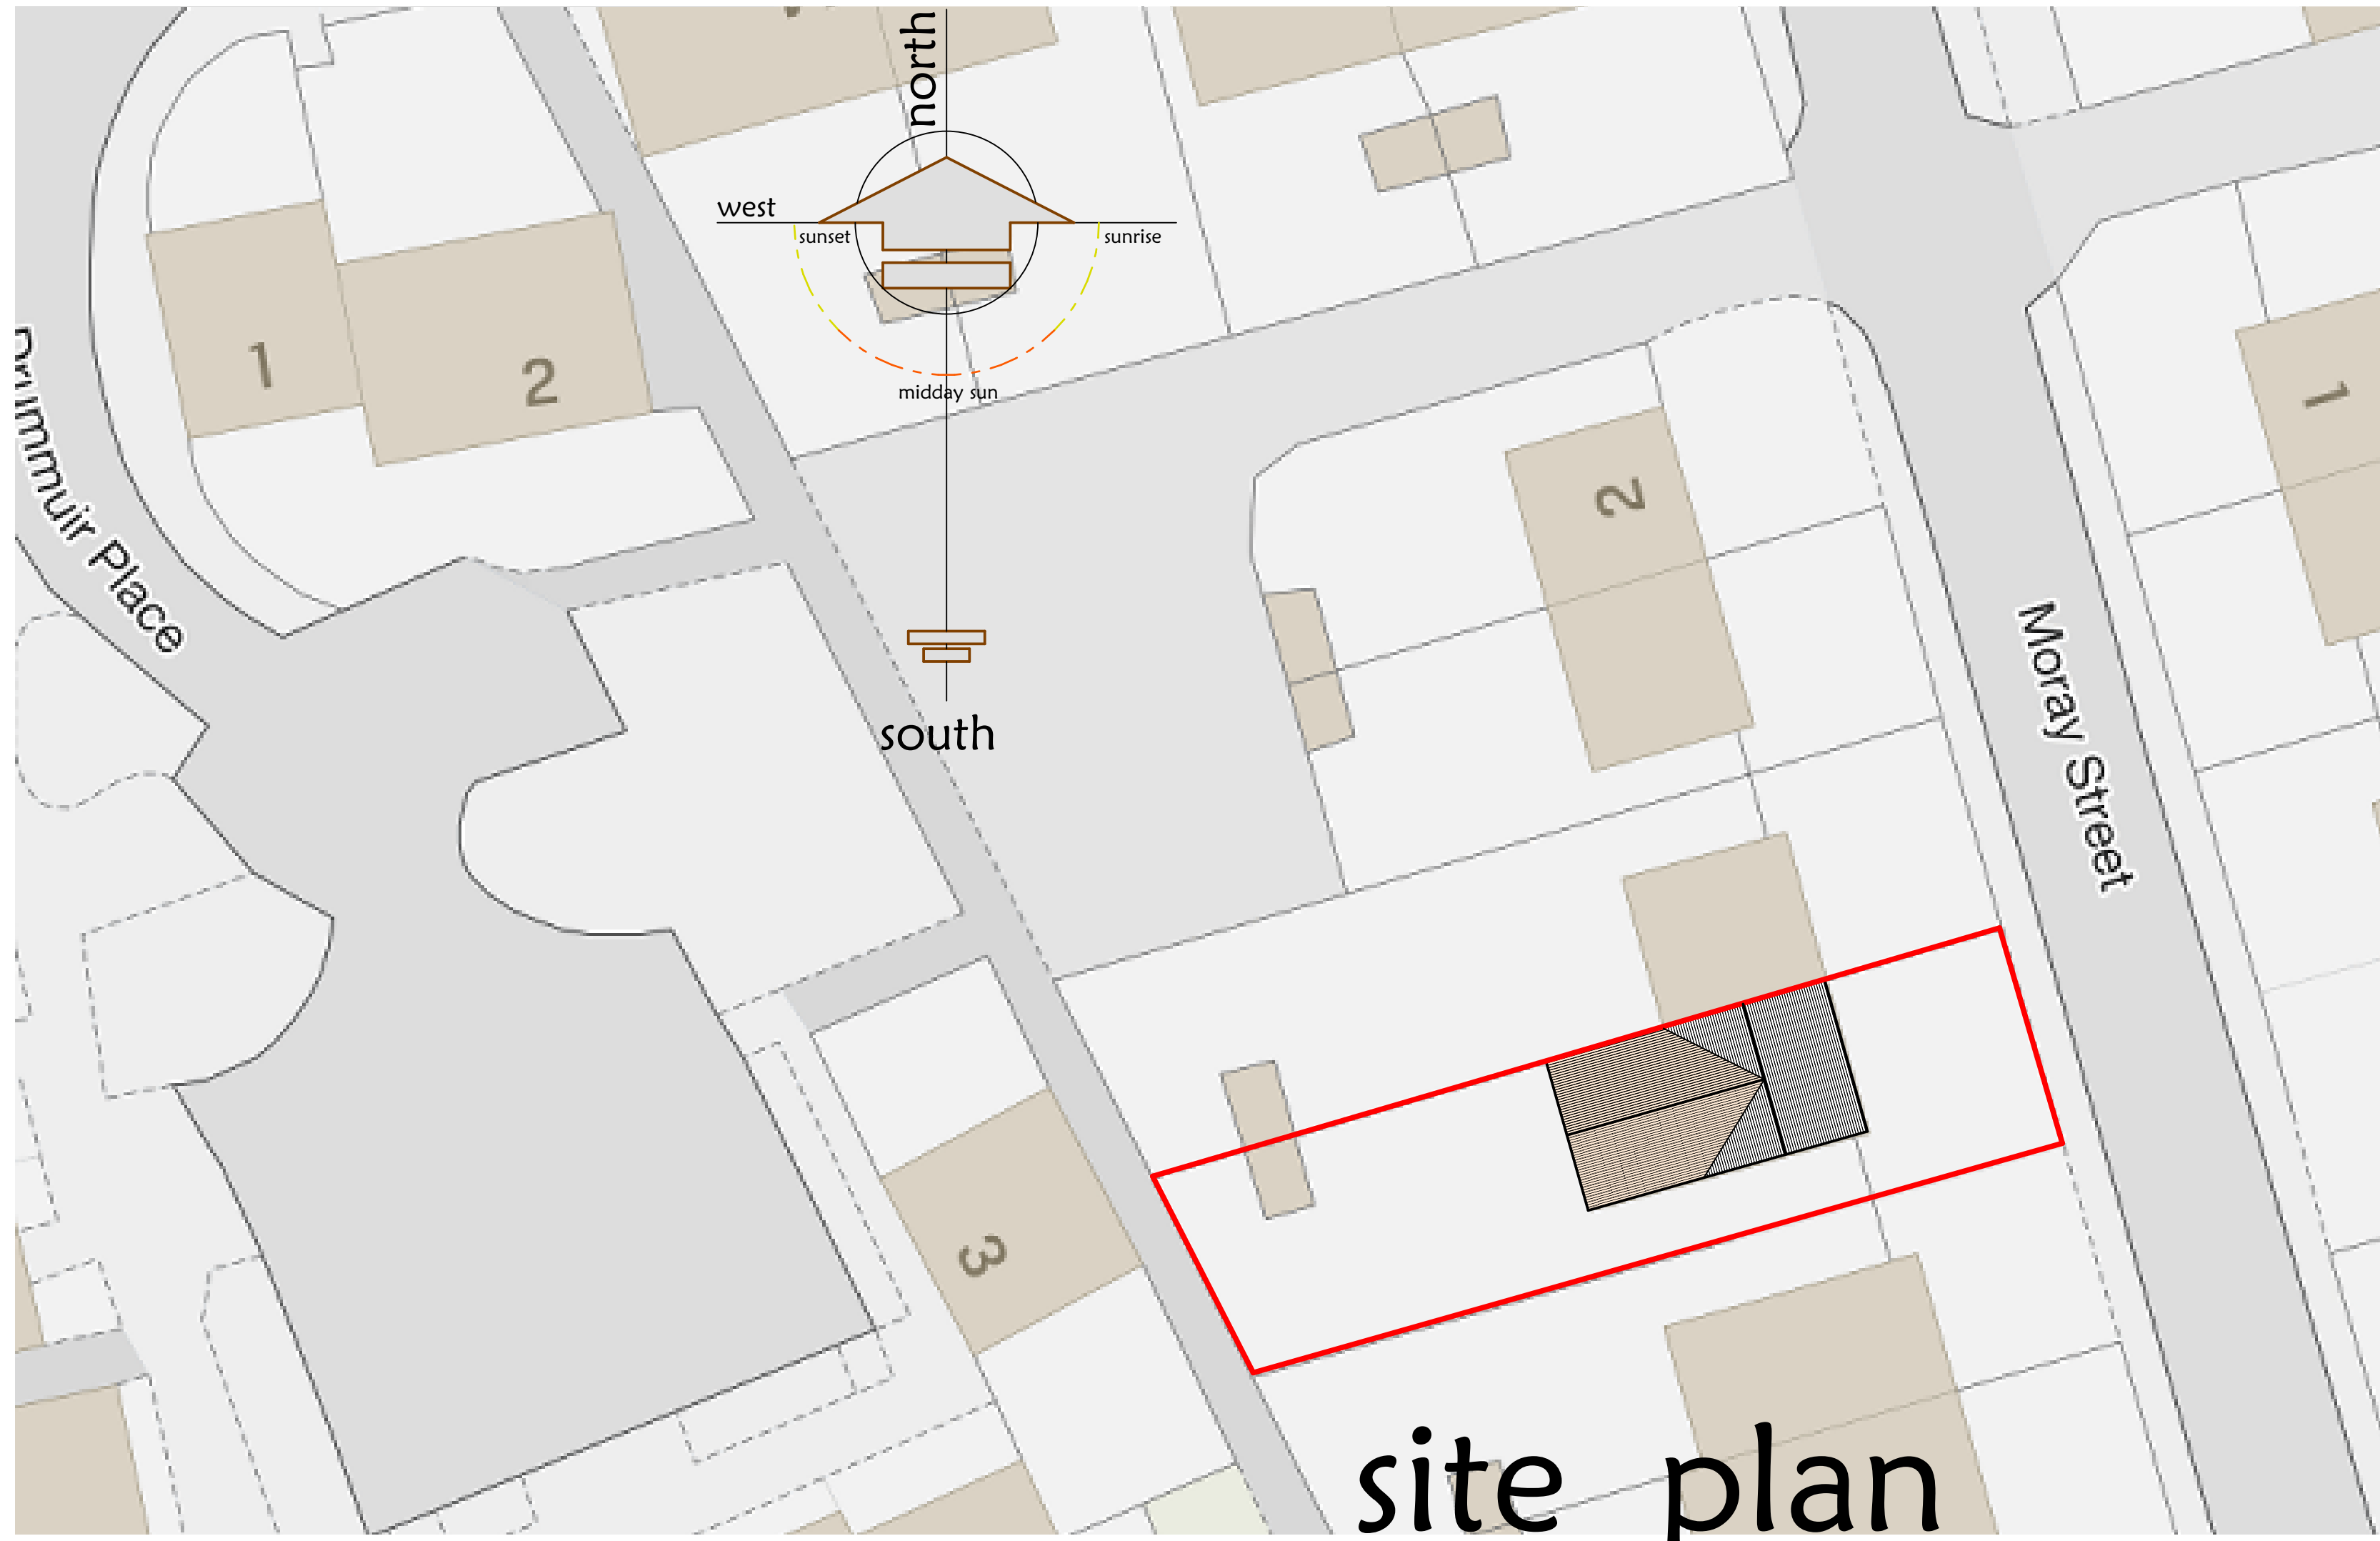 north
west
sunset
sunrise
midday sun
1
2
1
Drummuir Place
2
Moray Street
south
3
site plan